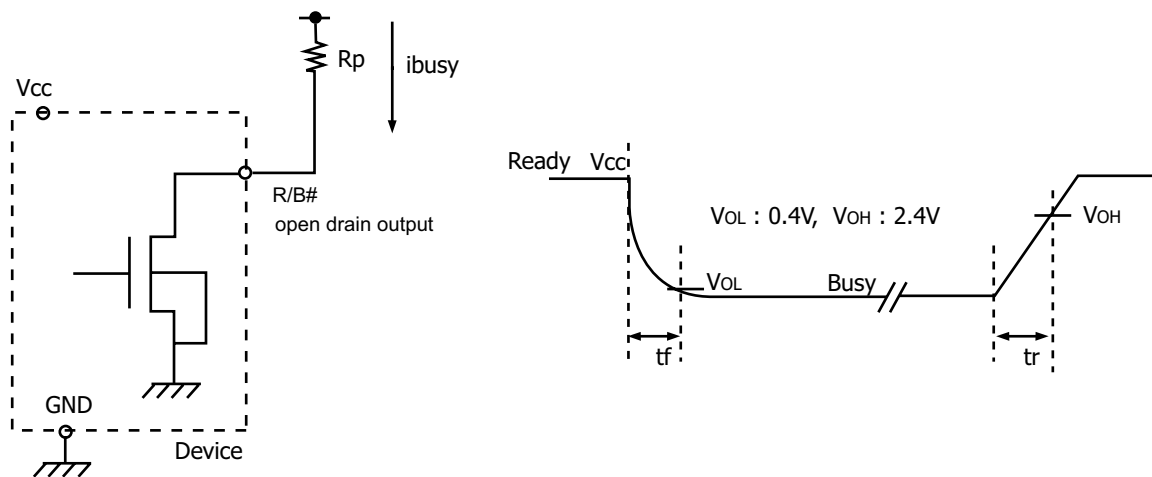 Rp
ibusy
Vcc
R/B#
open drain output
GND
Device
Ready Vcc
VOL : 0.4V, VOH : 2.4V
VOH
VOL
Busy
tf
tr